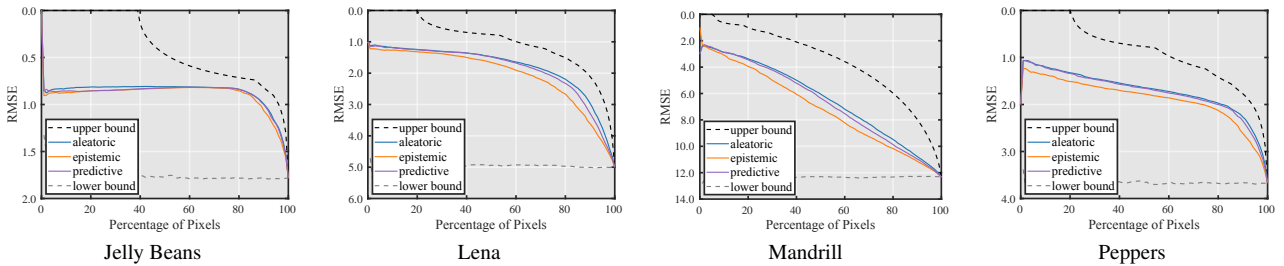 0.0
0.5
1.0
1.5
2.0
RMSE
upper bound
aleatoric
epistemic
predictive
lower bound
0 20 40 60 80 100
Percentage of Pixels
Jelly Beans
0.0
1.0
2.0
3.0
4.0
5.0
6.0
RMSE
upper bound
aleatoric
epistemic
predictive
lower bound
0 20 40 60 80 100
Percentage of Pixels
Lena
0.0
2.0
4.0
6.0
8.0
10.0
12.0
14.0
RMSE
upper bound
aleatoric
epistemic
predictive
lower bound
0 20 40 60 80 100
Percentage of Pixels
Mandrill
0.0
1.0
2.0
3.0
4.0
RMSE
upper bound
aleatoric
epistemic
predictive
lower bound
0 20 40 60 80 100
Percentage of Pixels
Peppers